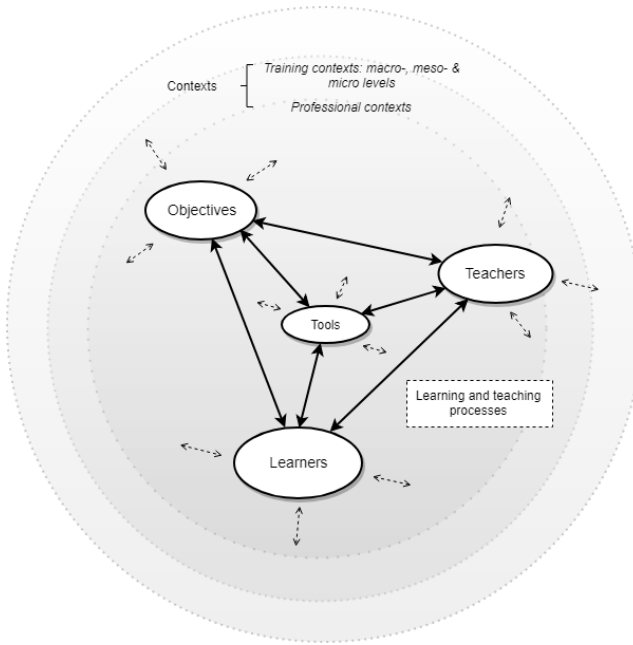 Training contexts: macro-, meso- &
micro levels
Contexts
Professional contexts
Objectives
Teachers
Tools
Learning and teaching
processes
Learners